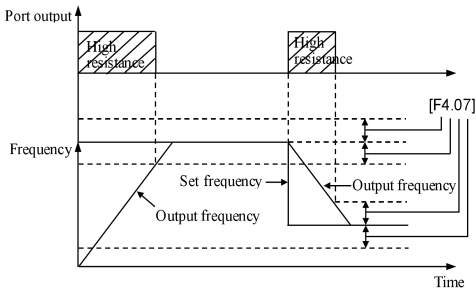 Port output
High
resistance
High
resistance
[F4.07]
Frequency
Set frequency
Output frequency
Output frequency
Time